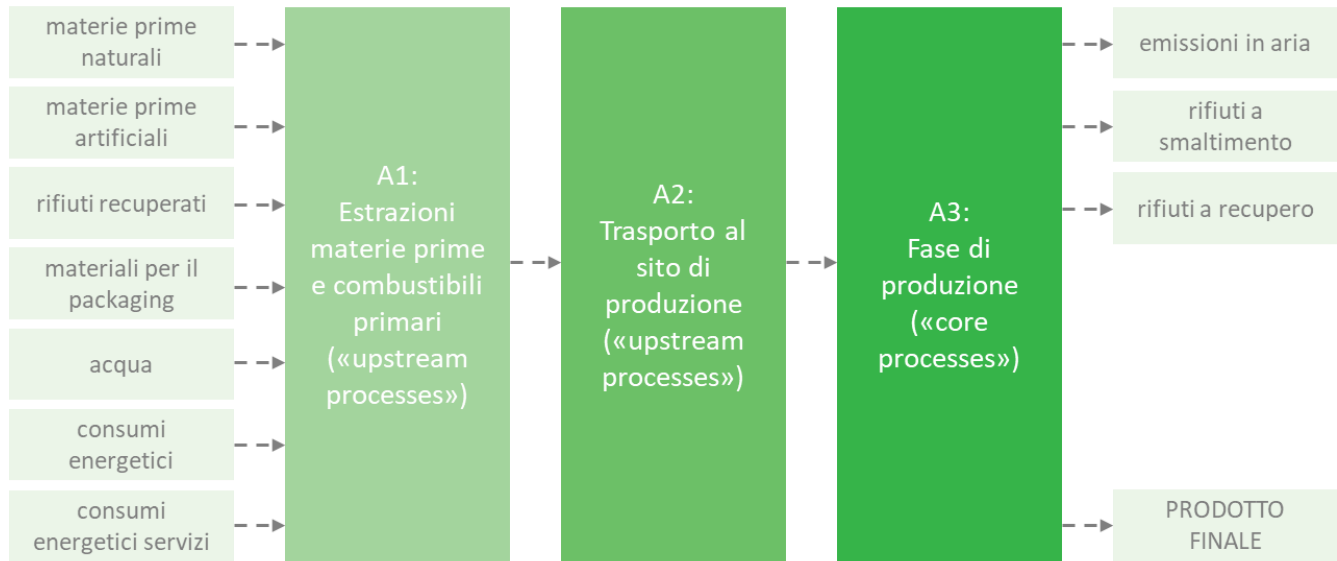 materie prime
naturali
materie prime
artificiali
rifiuti recuperati
materiali per il
packaging
acqua
consumi
energetici
consumi
energetici servizi
A1:
Estrazioni
materie prime
e combustibili
primari
(«upstream
processes»)
A2:
Trasporto al
sito di
produzione
(«upstream
processes»)
A3:
Fase di
produzione
(«core
processes»)
emissioni in aria
rifiuti a
smaltimento
rifiuti a recupero
PRODOTTO
FINALE